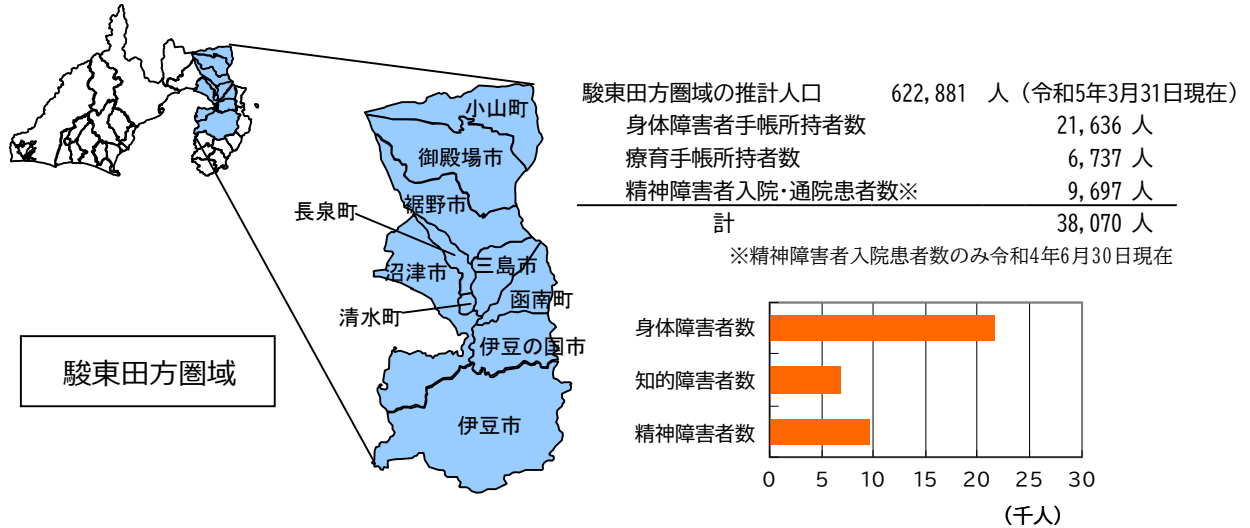 駿東田方圏域の推計人口 622,881 人（令和5年3月31日現在）
身体障害者手帳所持者数 21,636 人
療育手帳所持者数 6,737 人
精神障害者入院・通院患者数※ 9,697 人
計 38,070 人
※精神障害者入院患者数のみ令和4年6月30日現在
小山町
御殿場市
裾野市
長泉町
沼津市
三島市
函南町
清水町
伊豆の国市
伊豆市
駿東田方圏域
身体障害者数
知的障害者数
精神障害者数
0 5 10 15 20 25 30
（千人）